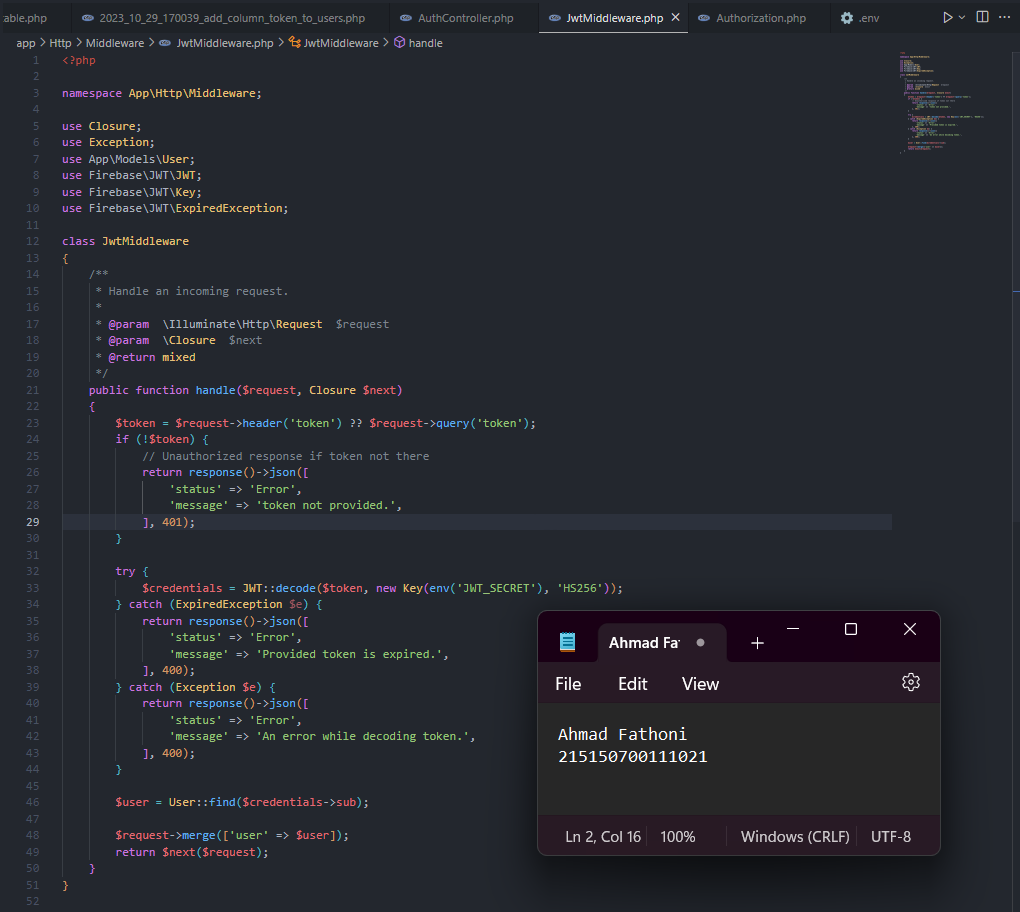 able.php 2023_10_29_170039_add_column_token_to_users.php AuthController.php JwtMiddleware.php Authorization.php .env
app > Http > Middleware > JwtMiddleware.php > JwtMiddleware > handle
1 <?php
2
3 namespace App\Http\Middleware;
4
5 use Closure;
6 use Exception;
7 use App\Models\User;
8 use Firebase\JWT\JWT;
9 use Firebase\JWT\Key;
10 use Firebase\JWT\ExpiredException;
11
12 class JwtMiddleware
13 {
14 /**
15 * Handle an incoming request.
16 *
17 * @param \Illuminate\Http\Request $request
18 * @param \Closure $next
19 * @return mixed
20 */
21 public function handle($request, Closure $next)
22 {
23 $token = $request->header('token') ?? $request->query('token');
24 if (!$token) {
25 // Unauthorized response if token not there
26 return response()->json([
27 'status' => 'Error',
28 'message' => 'token not provided.',
29 ], 401);
30 }
31
32 try {
33 $credentials = JWT::decode($token, new Key(env('JWT_SECRET'), 'HS256'));
34 } catch (ExpiredException $e) {
35 return response()->json([
36 'status' => 'Error',
37 'message' => 'Provided token is expired.',
38 ], 400);
39 } catch (Exception $e) {
40 return response()->json([
41 'status' => 'Error',
42 'message' => 'An error while decoding token.',
43 ], 400);
44 }
45
46 $user = User::find($credentials->sub);
47
48 $request->merge(['user' => $user]);
49 return $next($request);
50 }
51 }
52
Ahmad Fat
File Edit View
Ahmad Fathoni
215150700111021
Ln 2, Col 16 100% Windows (CRLF) UTF-8